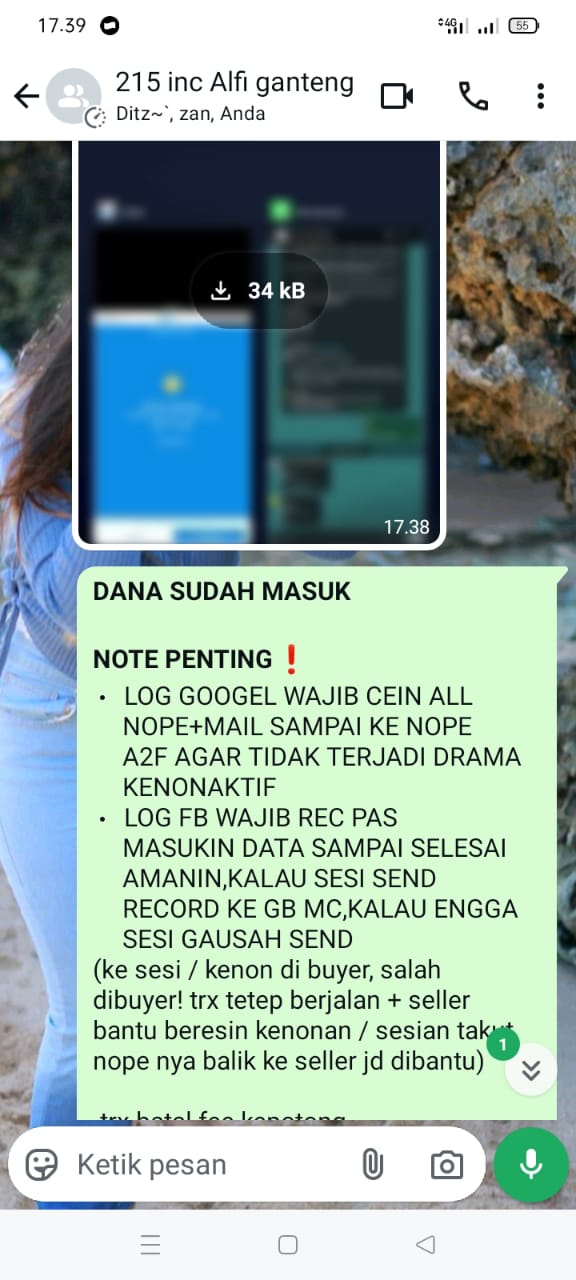 17.39
4G
55
215 inc Alfi ganteng
Ditz~`, zan, Anda
34 kB
17.38
DANA SUDAH MASUK
NOTE PENTING❗
• LOG GOOGEL WAJIB CEIN ALL
NOPE+MAIL SAMPAI KE NOPE
A2F AGAR TIDAK TERJADI DRAMA
KENONAKTIF
• LOG FB WAJIB REC PAS
MASUKIN DATA SAMPAI SELESAI
AMANIN,KALAU SESI SEND
RECORD KE GB MC,KALAU ENGGA
SESI GAUSAH SEND
(ke sesi / kenon di buyer, salah
dibuyer! trx tetep berjalan + seller
bantu beresin kenonan / sesian takut
nope nya balik ke seller jd dibantu)
1
Ketik pesan